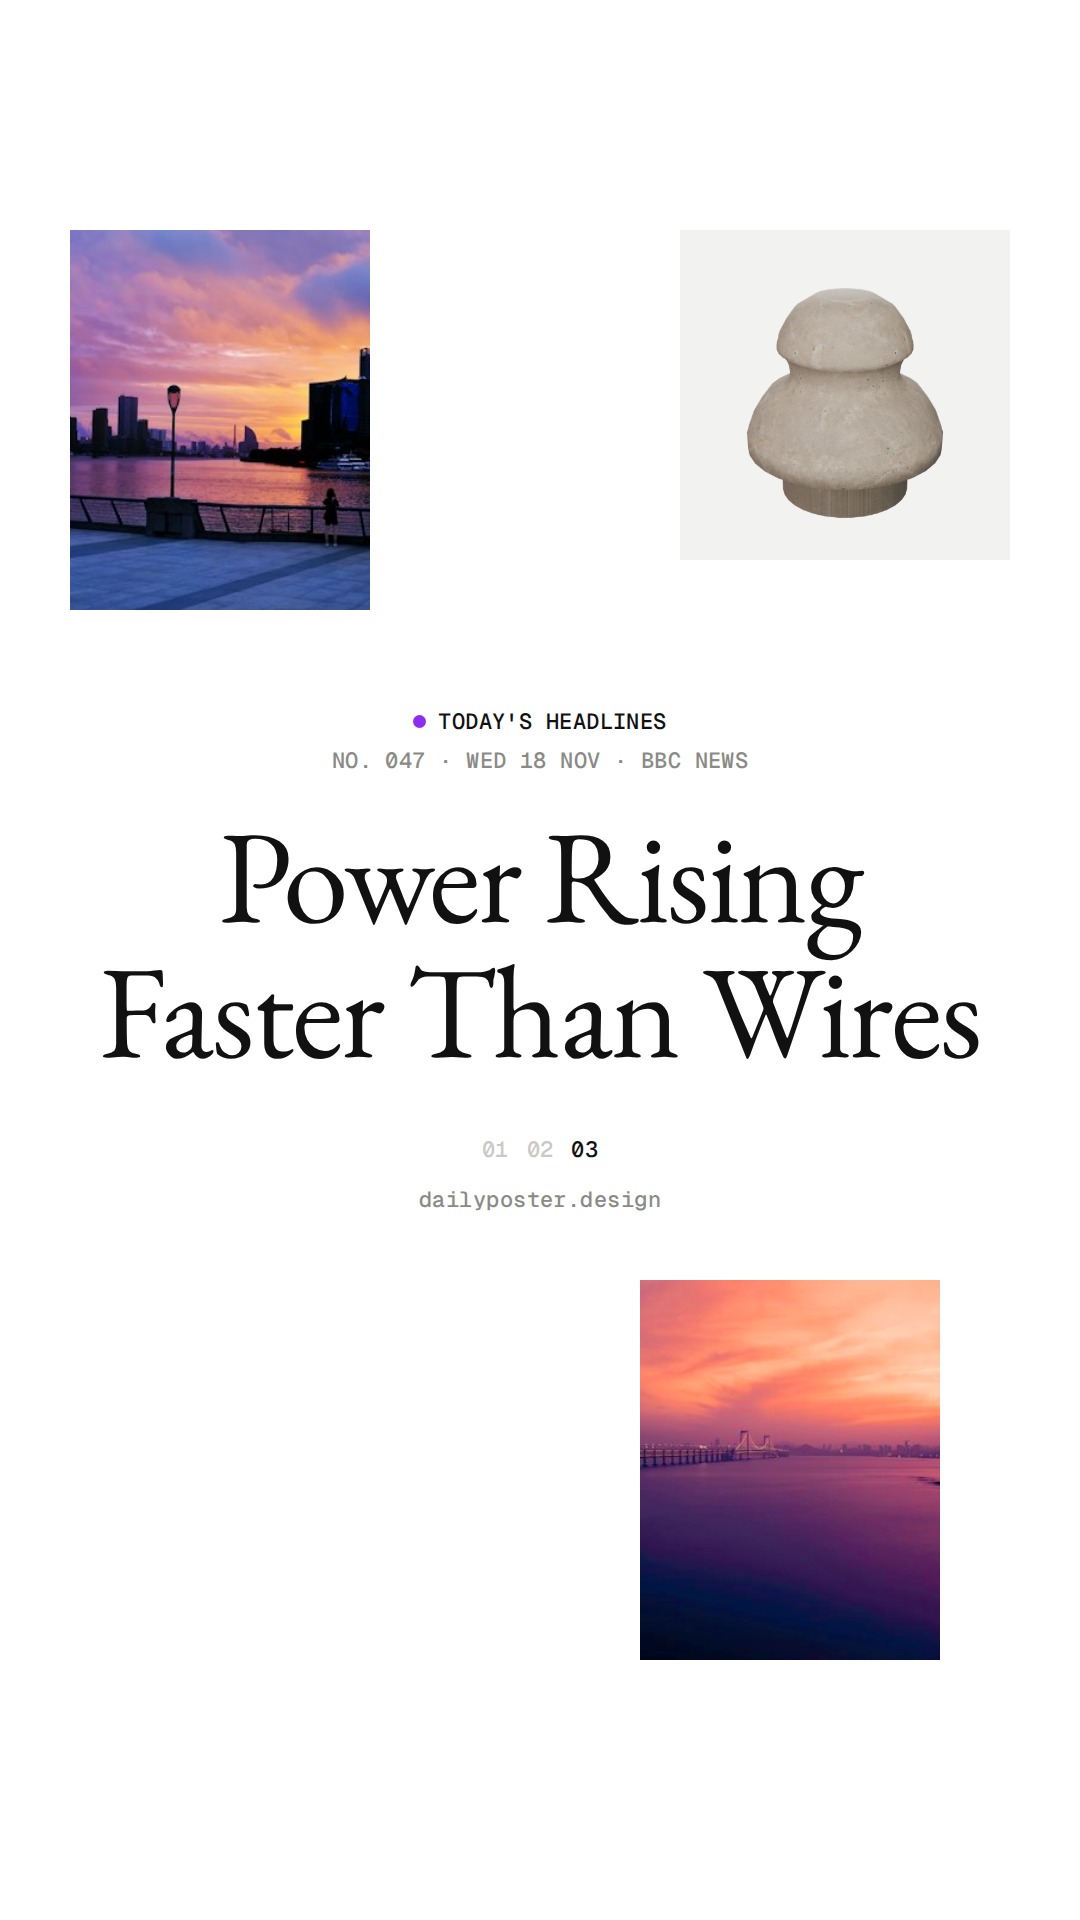 TODAY'S HEADLINES
NO. 047 · WED 18 NOV · BBC NEWS
Power Rising
Faster Than Wires
01 02 03
dailyposter.design